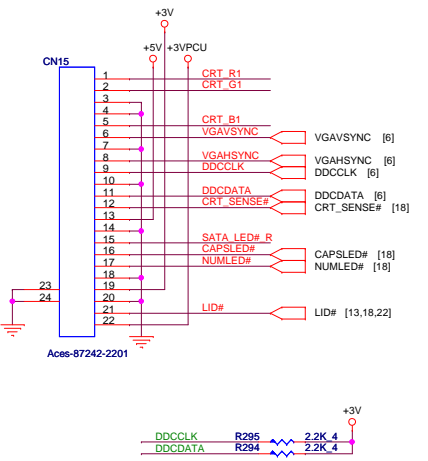 +3V
+5V +3VPCU
CN15
1 CRT_R1
2 CRT_G1
3
4
5 CRT_B1
6 VGAVSYNC VGAVSYNC [6]
7
8 VGAHSYNC VGAHSYNC [6]
9 DDCCLK DDCCLK [6]
10
11 DDCDATA DDCDATA [6]
12 CRT_SENSE# CRT_SENSE# [18]
13
14
15 SATA_LED#_R
16 CAPSLED# CAPSLED# [18]
17 NUMLED# NUMLED# [18]
18
23 19
24 20
21 LID# LID# [13,18,22]
22
Aces-87242-2201
+3V
DDCCLK R295 2.2K_4
DDCDATA R294 2.2K_4